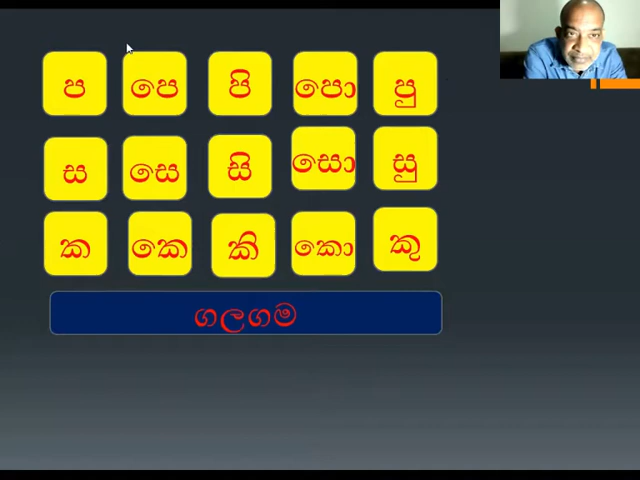 ප පෙ පි පො පු
ස සෙ සි සො සු
ක කෙ කි කො කු
ගලගම